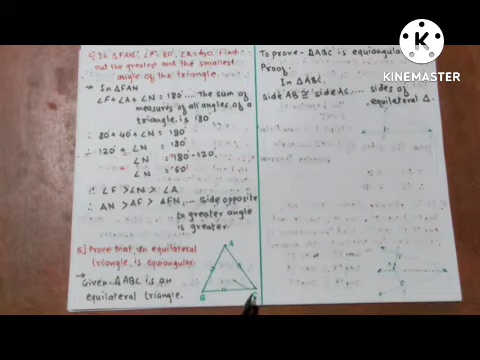 Q) In △FAN, ∠F=80°, ∠A=40° Find
out the greatest and the smallest
angle of the triangle.
→ In △FAN
∠F+∠A+∠N=180° .... The sum of
measures of all angles of a
triangle is 180°
∴ 80+40+∠N=180°
∴ 120°+ ∠N = 180°
∠N = 180°-120
∠N = 60°
∴ ∠F >∠N> ∠A
∴ AN >AF > AFN,... side opposite
to greater angle
is greater.
5) Prove that an equilateral
triangle is equiangular.
→ Given- △ABC is an
equilateral triangle.
A
B
To prove- △ABC is equiangular
Proof-
In △ABC,
side AB ≅ side AC.... sides of
equilateral △.
K
KINEMASTER